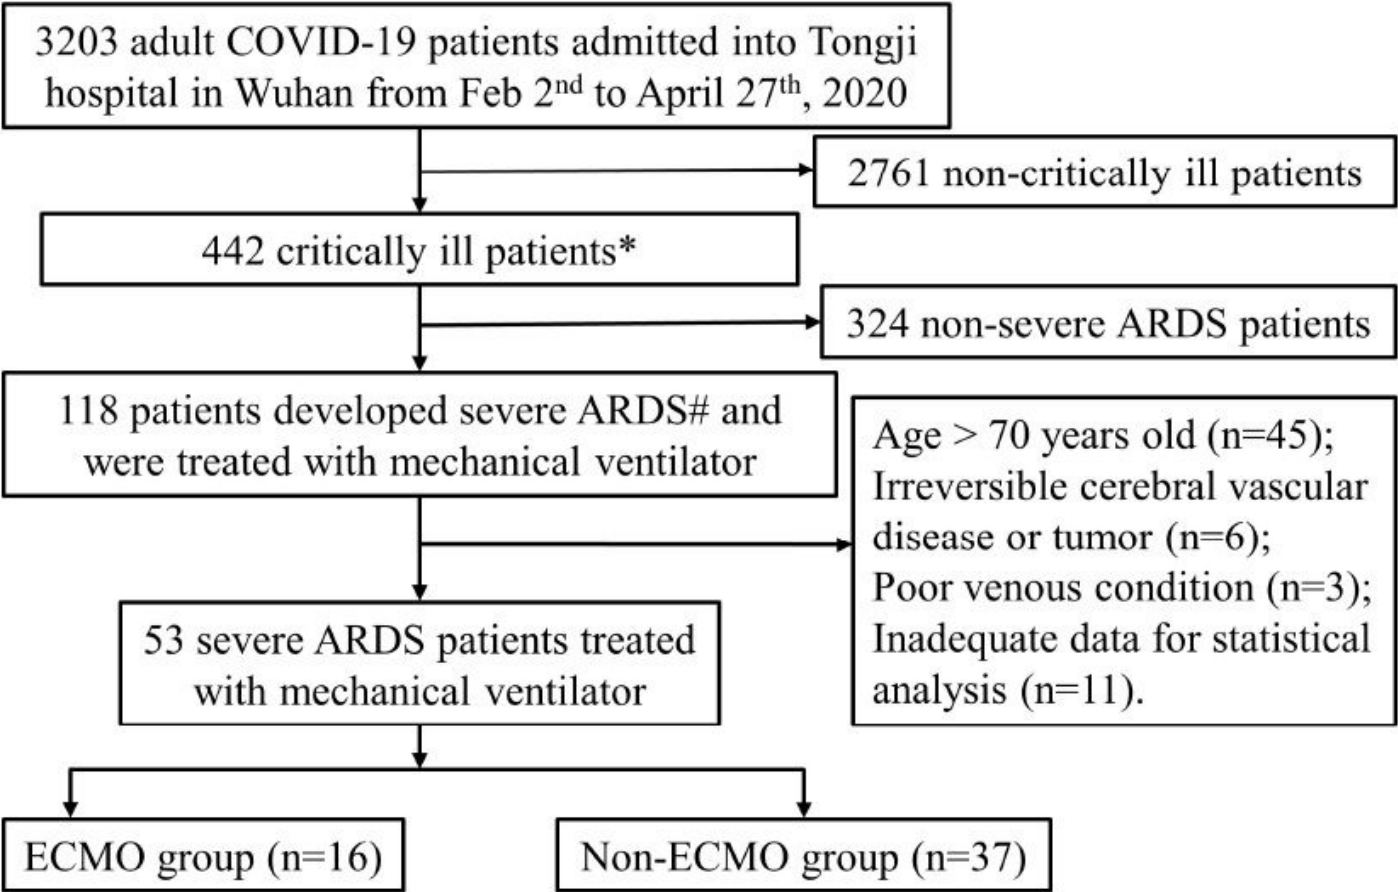 3203 adult COVID-19 patients admitted into Tongji
hospital in Wuhan from Feb 2nd to April 27th, 2020
2761 non-critically ill patients
442 critically ill patients*
324 non-severe ARDS patients
118 patients developed severe ARDS# and
were treated with mechanical ventilator
Age > 70 years old (n=45);
Irreversible cerebral vascular
disease or tumor (n=6);
Poor venous condition (n=3);
Inadequate data for statistical
analysis (n=11).
53 severe ARDS patients treated
with mechanical ventilator
ECMO group (n=16)
Non-ECMO group (n=37)